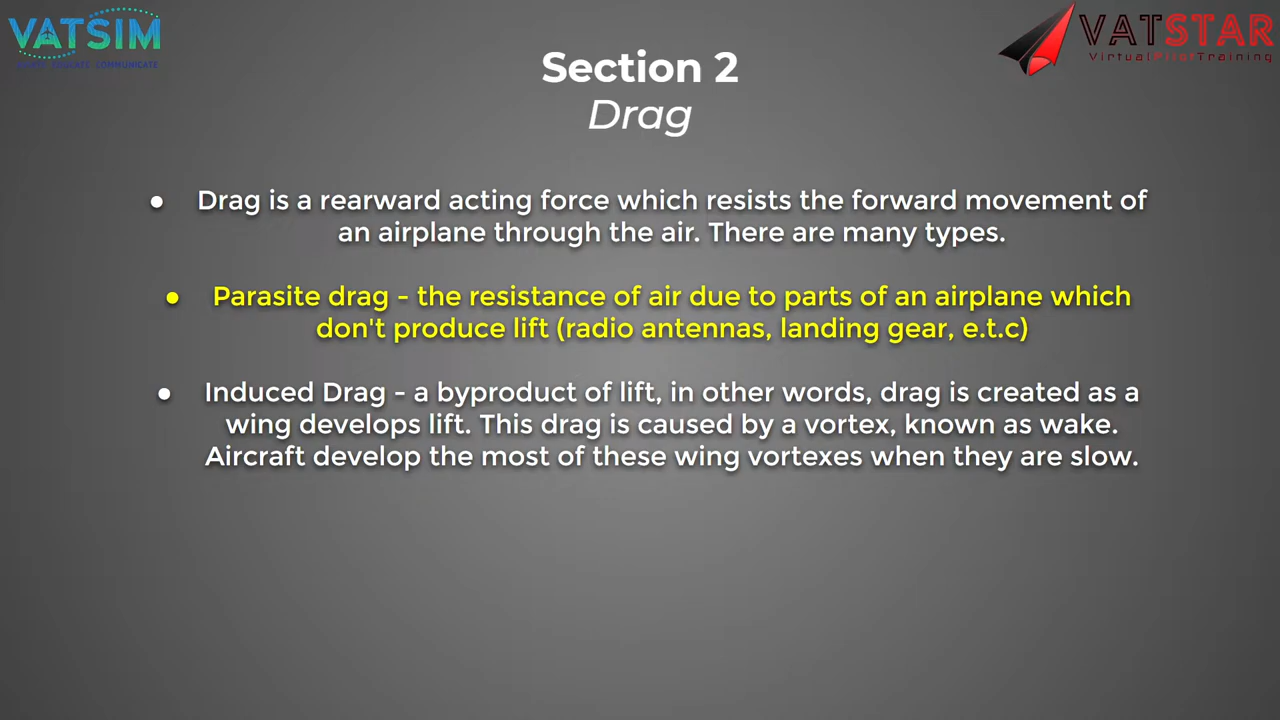 VATSIM
VATSTAR
VirtualPilotTraining
Section 2
Drag
● Drag is a rearward acting force which resists the forward movement of
an airplane through the air. There are many types.
● Parasite drag - the resistance of air due to parts of an airplane which
don't produce lift (radio antennas, landing gear, e.t.c)
● Induced Drag - a byproduct of lift, in other words, drag is created as a
wing develops lift. This drag is caused by a vortex, known as wake.
Aircraft develop the most of these wing vortexes when they are slow.